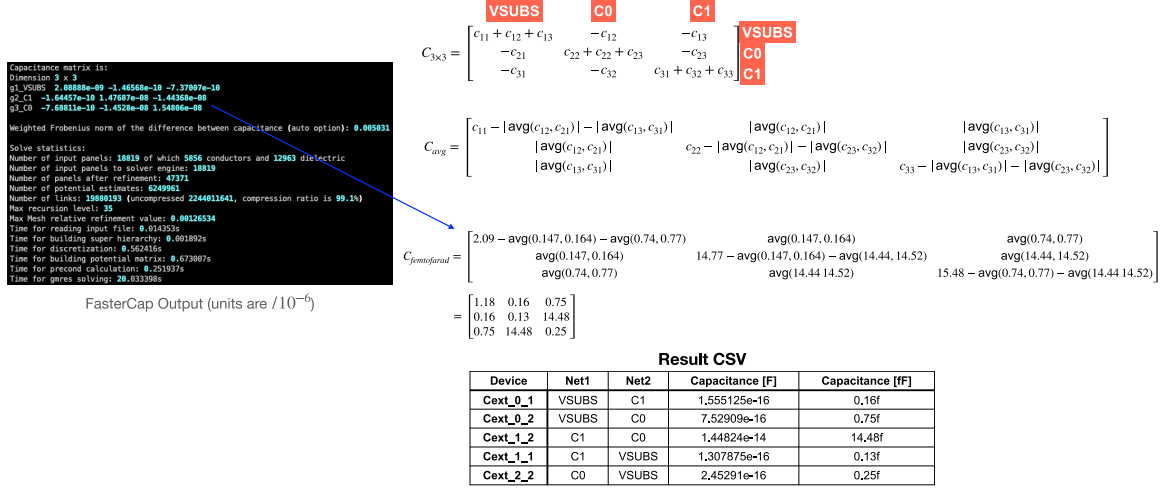 Capacitance matrix is:
Dimension 3 x 3
g1_VSUBS 2.08888e-09 -1.46568e-10 -7.37007e-10
g2_C1 -1.64457e-10 1.47687e-08 -1.44368e-08
g3_C0 -7.68811e-10 -1.4528e-08 1.54806e-08
Weighted Frobenius norm of the difference between capacitance (auto option): 0.005031
Solve statistics:
Number of input panels: 18819 of which 5856 conductors and 12963 dielectric
Number of input panels to solver engine: 18819
Number of panels after refinement: 47371
Number of potential estimates: 6249961
Number of links: 19880193 (uncompressed 2244011641, compression ratio is 99.1%)
Max recursion level: 35
Max Mesh relative refinement value: 0.00126534
Time for reading input file: 0.014353s
Time for building super hierarchy: 0.001892s
Time for discretization: 0.562416s
Time for building potential matrix: 0.673007s
Time for precond calculation: 0.251937s
Time for gmres solving: 20.033398s
FasterCap Output (units are /10⁻⁶)
VSUBS C0 C1
c₁₁ + c₁₂ + c₁₃ −c₁₂ −c₁₃ VSUBS
C₃ₓ₃ = −c₂₁ c₂₂ + c₂₂ + c₂₃ −c₂₃ C0
−c₃₁ −c₃₂ c₃₁ + c₃₂ + c₃₃ C1
c₁₁ − |avg(c₁₂, c₂₁)| − |avg(c₁₃, c₃₁)| |avg(c₁₂, c₂₁)| |avg(c₁₃, c₃₁)|
C_avg = |avg(c₁₂, c₂₁)| c₂₂ − |avg(c₁₂, c₂₁)| − |avg(c₂₃, c₃₂)| |avg(c₂₃, c₃₂)|
|avg(c₁₃, c₃₁)| |avg(c₂₃, c₃₂)| c₃₃ − |avg(c₁₃, c₃₁)| − |avg(c₂₃, c₃₂)|
2.09 − avg(0.147, 0.164) − avg(0.74, 0.77) avg(0.147, 0.164) avg(0.74, 0.77)
C_femtofarad = avg(0.147, 0.164) 14.77 − avg(0.147, 0.164) − avg(14.44, 14.52) avg(14.44, 14.52)
avg(0.74, 0.77) avg(14.44 14.52) 15.48 − avg(0.74, 0.77) − avg(14.44 14.52)
1.18 0.16 0.75
= 0.16 0.13 14.48
0.75 14.48 0.25
Result CSV
Device Net1 Net2 Capacitance [F] Capacitance [fF]
Cext_0_1 VSUBS C1 1.555125e-16 0.16f
Cext_0_2 VSUBS C0 7.52909e-16 0.75f
Cext_1_2 C1 C0 1.44824e-14 14.48f
Cext_1_1 C1 VSUBS 1.307875e-16 0.13f
Cext_2_2 C0 VSUBS 2.45291e-16 0.25f